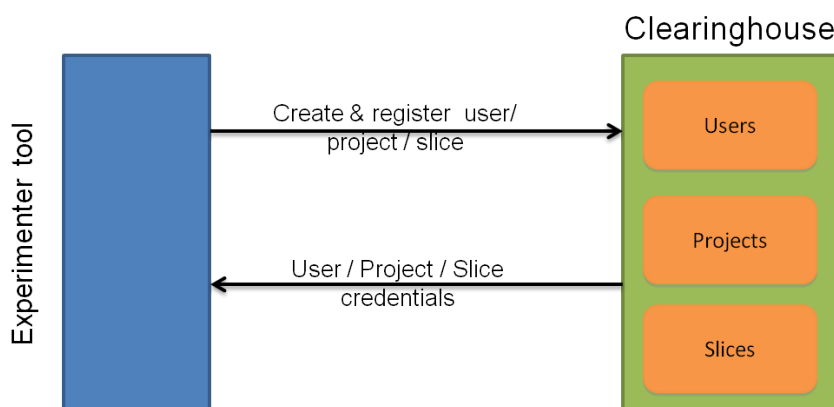 Clearinghouse
Experimenter tool
Create & register user/
project / slice
Users
Projects
User / Project / Slice
credentials
Slices